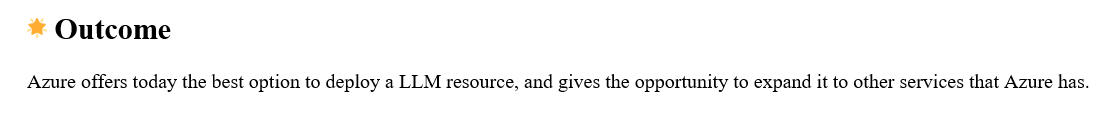 Outcome
Azure offers today the best option to deploy a LLM resource, and gives the opportunity to expand it to other services that Azure has.